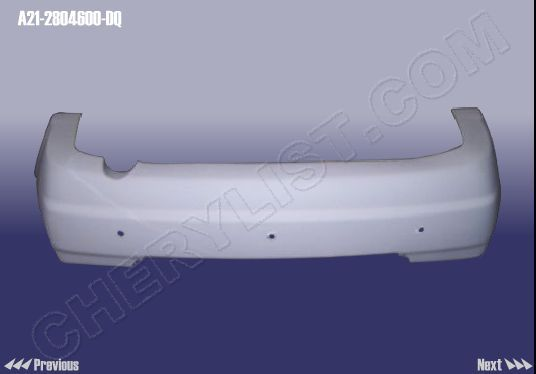 A21-2804600-DQ
CHERYLIST.COM
Previous
Next